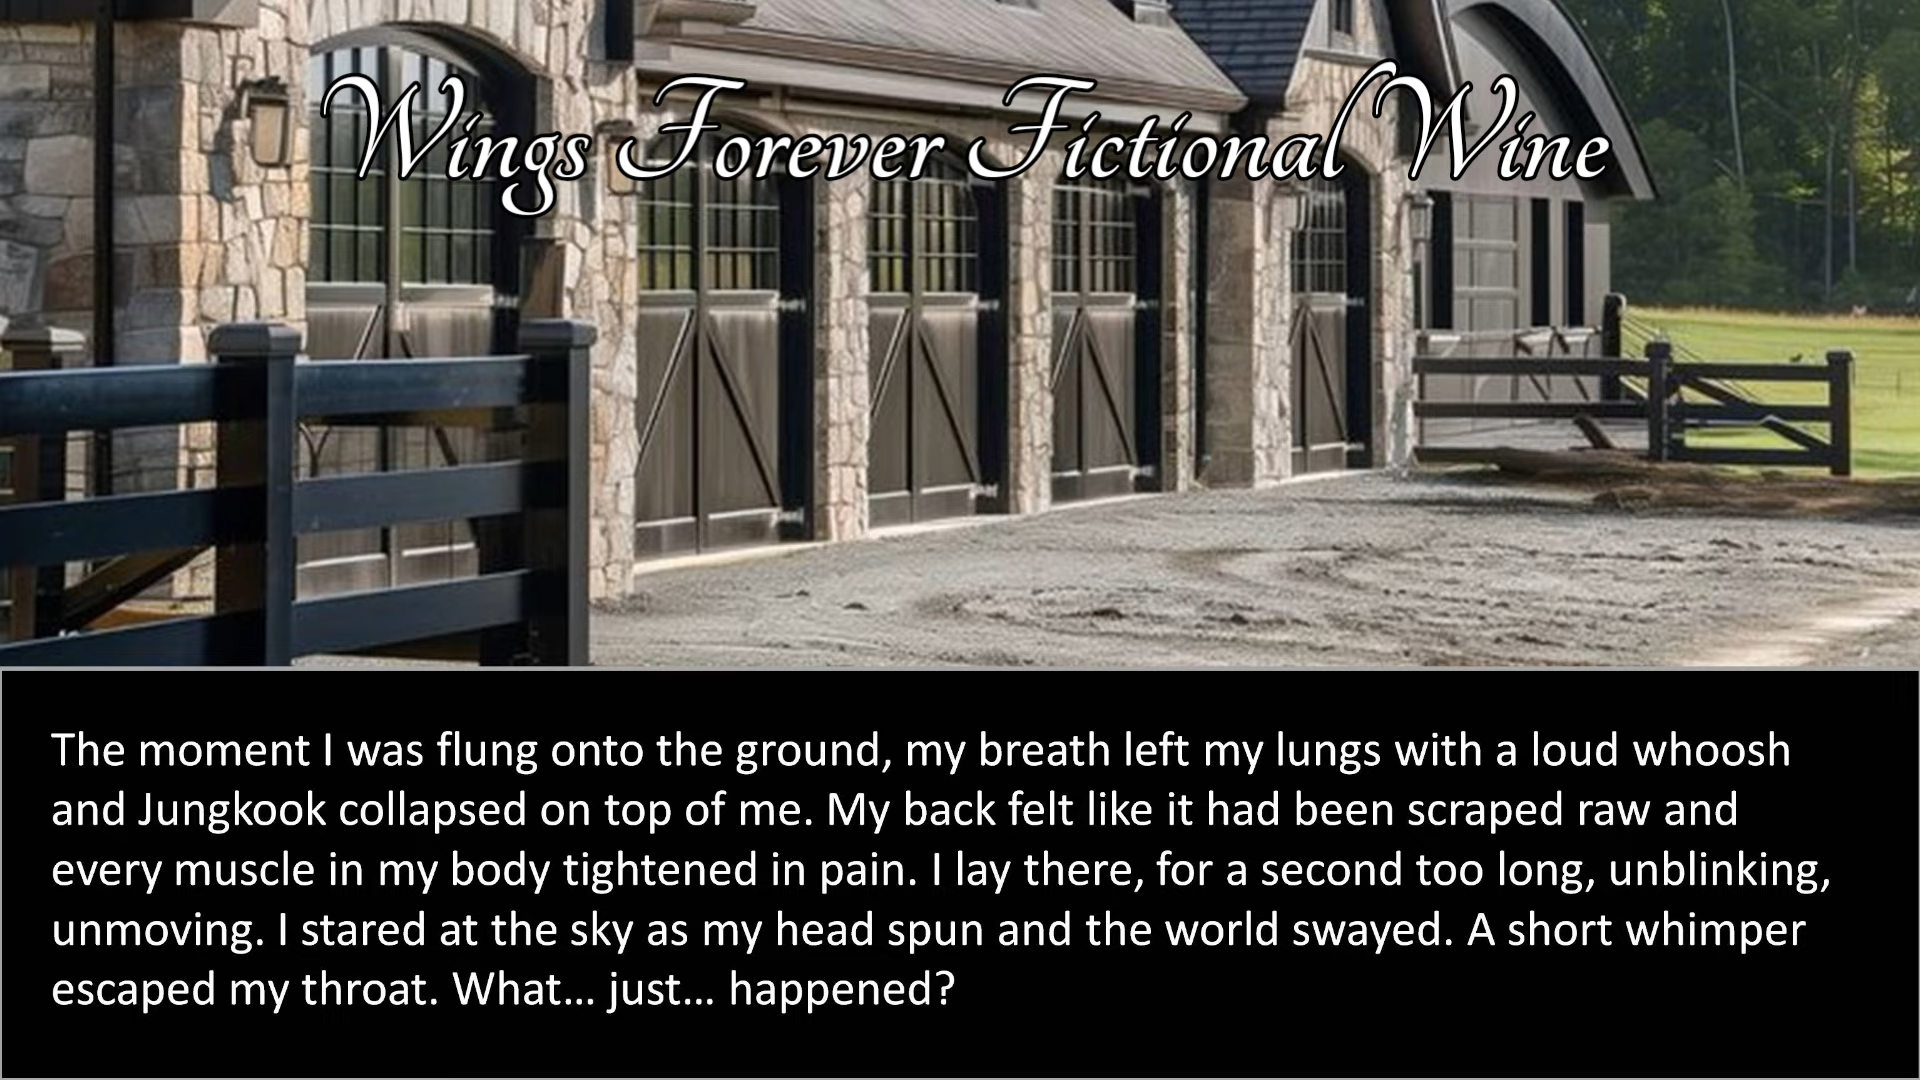 Wings Forever Fictional Wine
The moment I was flung onto the ground, my breath left my lungs with a loud whoosh
and Jungkook collapsed on top of me. My back felt like it had been scraped raw and
every muscle in my body tightened in pain. I lay there, for a second too long, unblinking,
unmoving. I stared at the sky as my head spun and the world swayed. A short whimper
escaped my throat. What... just... happened?